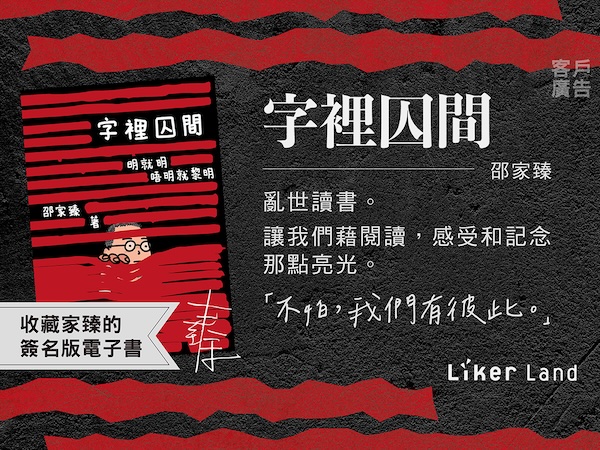 客戶
廣告
字裡囚間
明就明
唔明就黎明
邵家臻
著
收藏家臻的
簽名版電子書
臻
字裡囚間
邵家臻
亂世讀書。
讓我們藉閱讀,感受和記念
那點亮光。
「不怕,我們有彼此。」
Liker Land